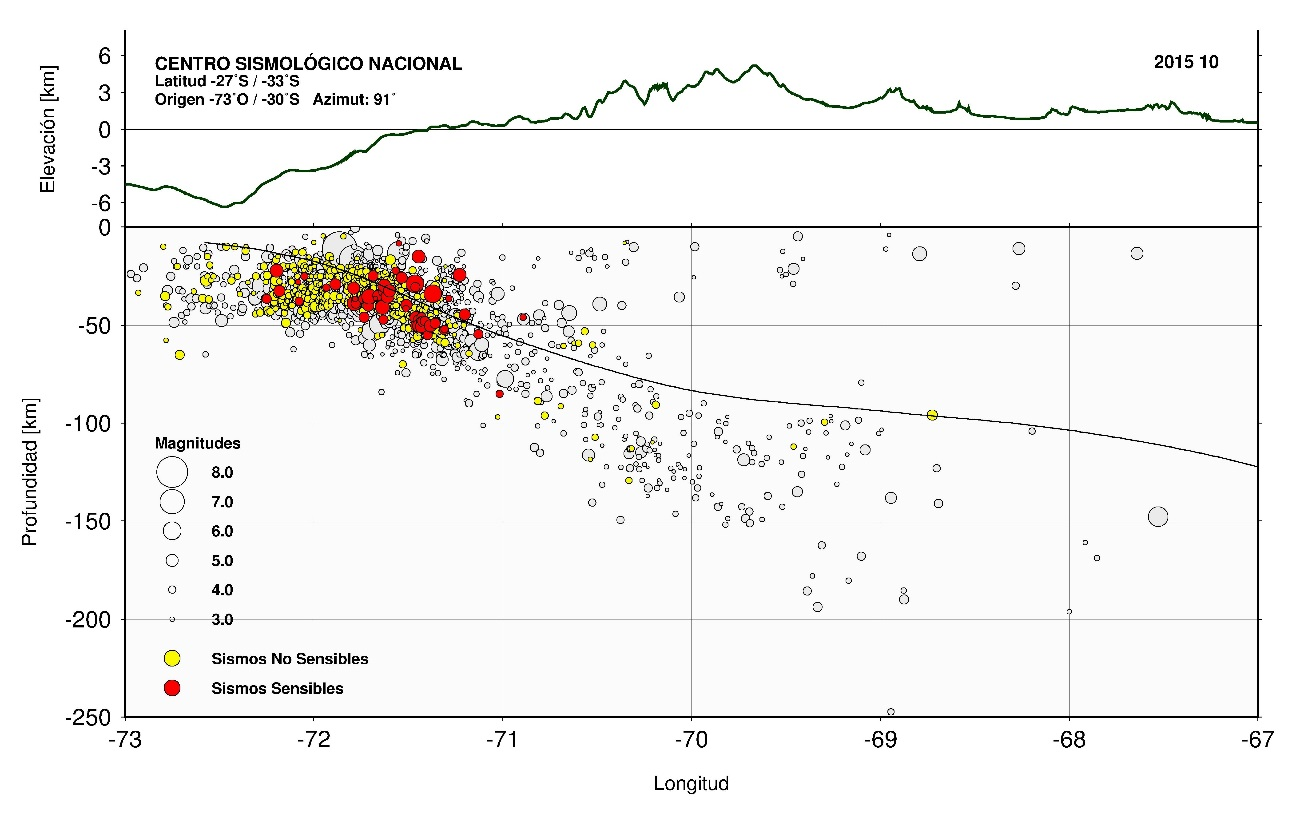 6
3
0
-3
-6
Elevación [km]
CENTRO SISMOLÓGICO NACIONAL
Latitud -27°S / -33°S
Origen -73°O / -30°S Azimut: 91°
2015 10
0
-50
-100
-150
-200
-250
Profundidad [km]
Magnitudes
8.0
7.0
6.0
5.0
4.0
3.0
Sismos No Sensibles
Sismos Sensibles
-73 -72 -71 -70 -69 -68 -67
Longitud